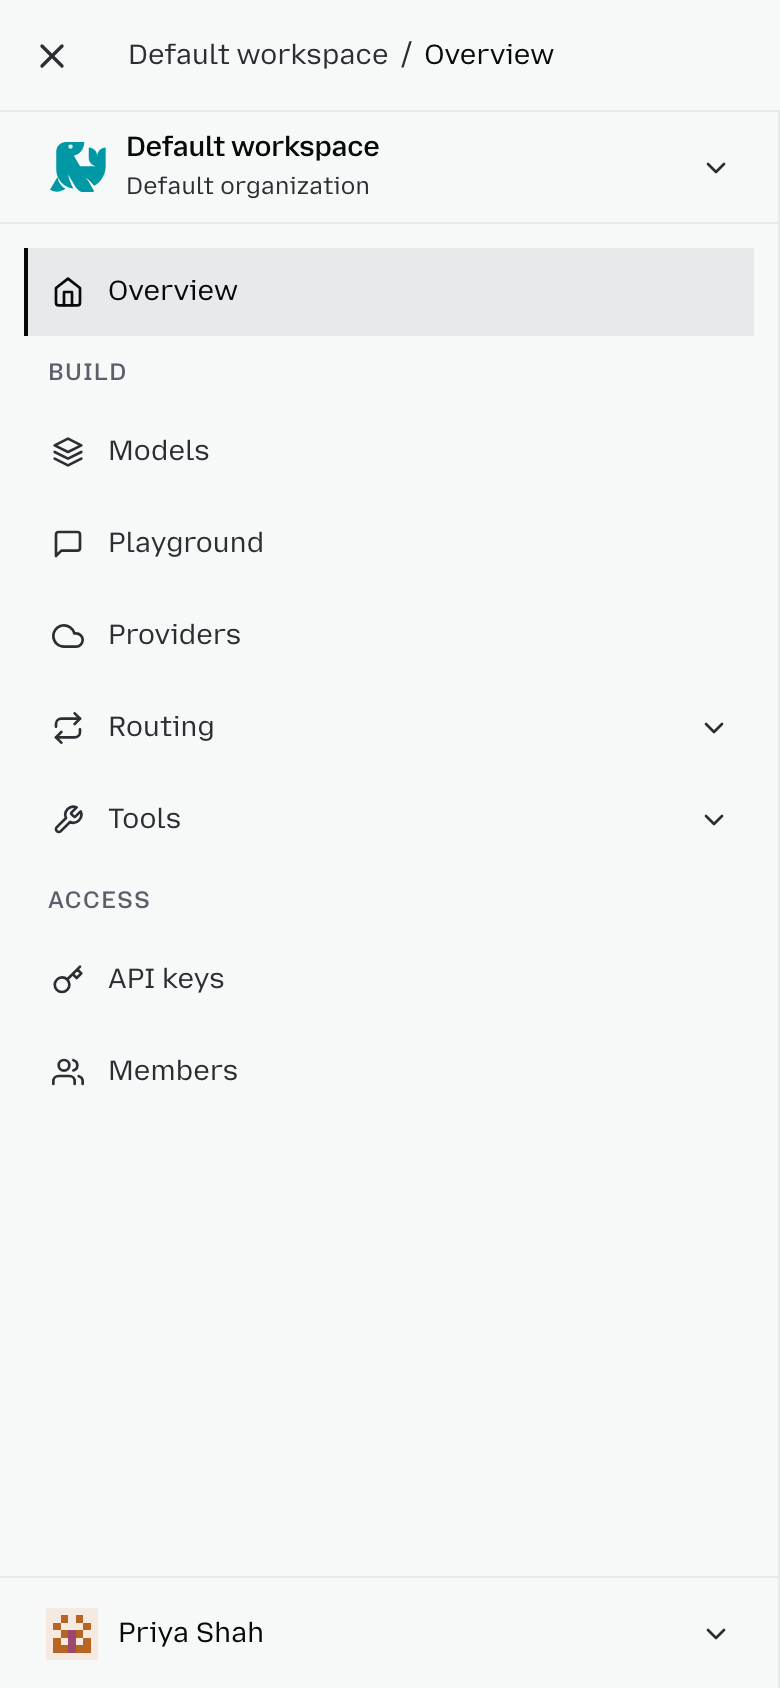 Default workspace / Overview
Default workspace
Default organization
Overview
BUILD
Models
Playground
Providers
Routing
Tools
ACCESS
API keys
Members
Priya Shah